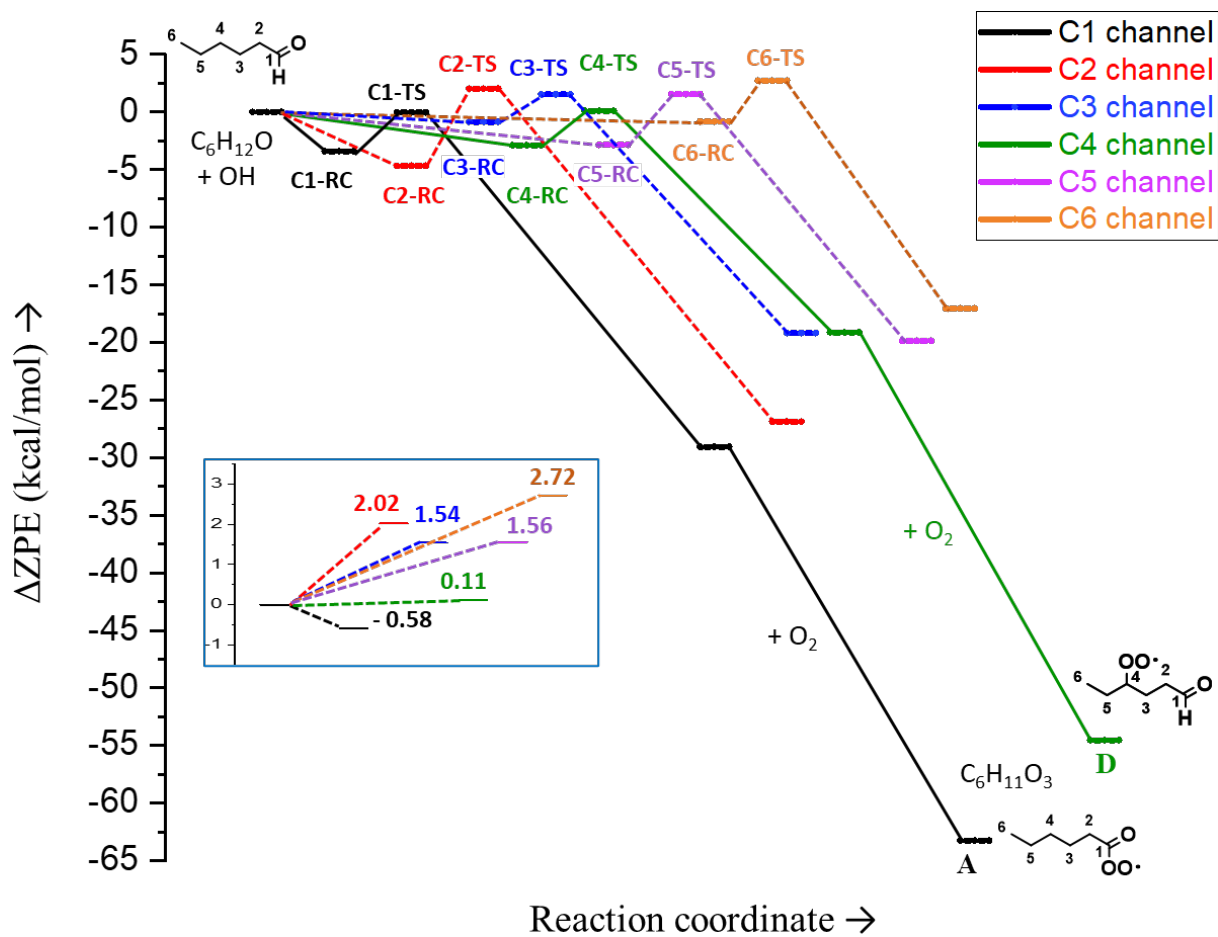 C1 channel
C2 channel
C3 channel
C4 channel
C5 channel
C6 channel
6 4 2 O
5 3 1 H
C₆H₁₂O
+ OH
C1-TS
C2-TS
C3-TS
C4-TS
C5-TS
C6-TS
C1-RC
C2-RC
C3-RC
C4-RC
C5-RC
C6-RC
5
0
-5
-10
-15
-20
-25
-30
-35
-40
-45
-50
-55
-60
-65
ΔZPE (kcal/mol) →
3
2
1
0
-1
2.02
1.54
2.72
1.56
0.11
- 0.58
+ O₂
+ O₂
OO•
6 4 2 O
5 3 1 H
D
C₆H₁₁O₃
6 4 2 O
5 3 1
OO•
A
Reaction coordinate →